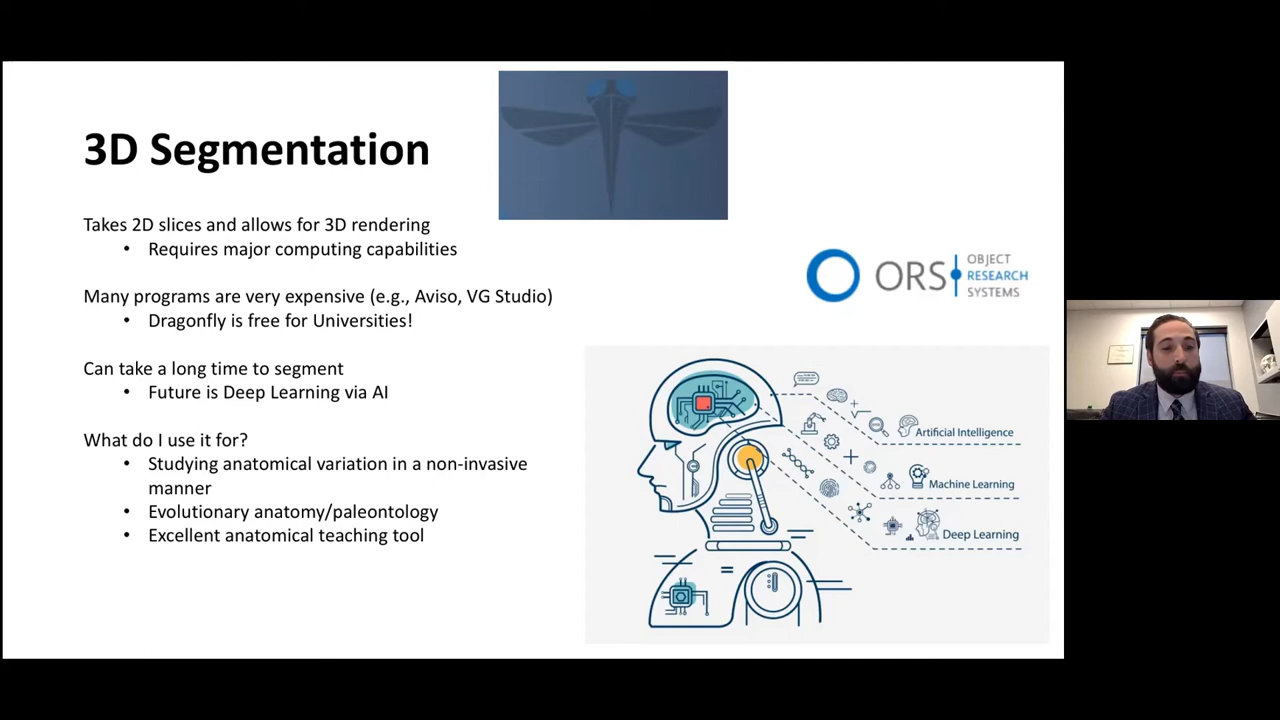 3D Segmentation
Takes 2D slices and allows for 3D rendering
• Requires major computing capabilities
Many programs are very expensive (e.g., Aviso, VG Studio)
• Dragonfly is free for Universities!
Can take a long time to segment
• Future is Deep Learning via AI
What do I use it for?
• Studying anatomical variation in a non-invasive
manner
• Evolutionary anatomy/paleontology
• Excellent anatomical teaching tool
ORS
OBJECT
RESEARCH
SYSTEMS
Artificial Intelligence
Machine Learning
Deep Learning